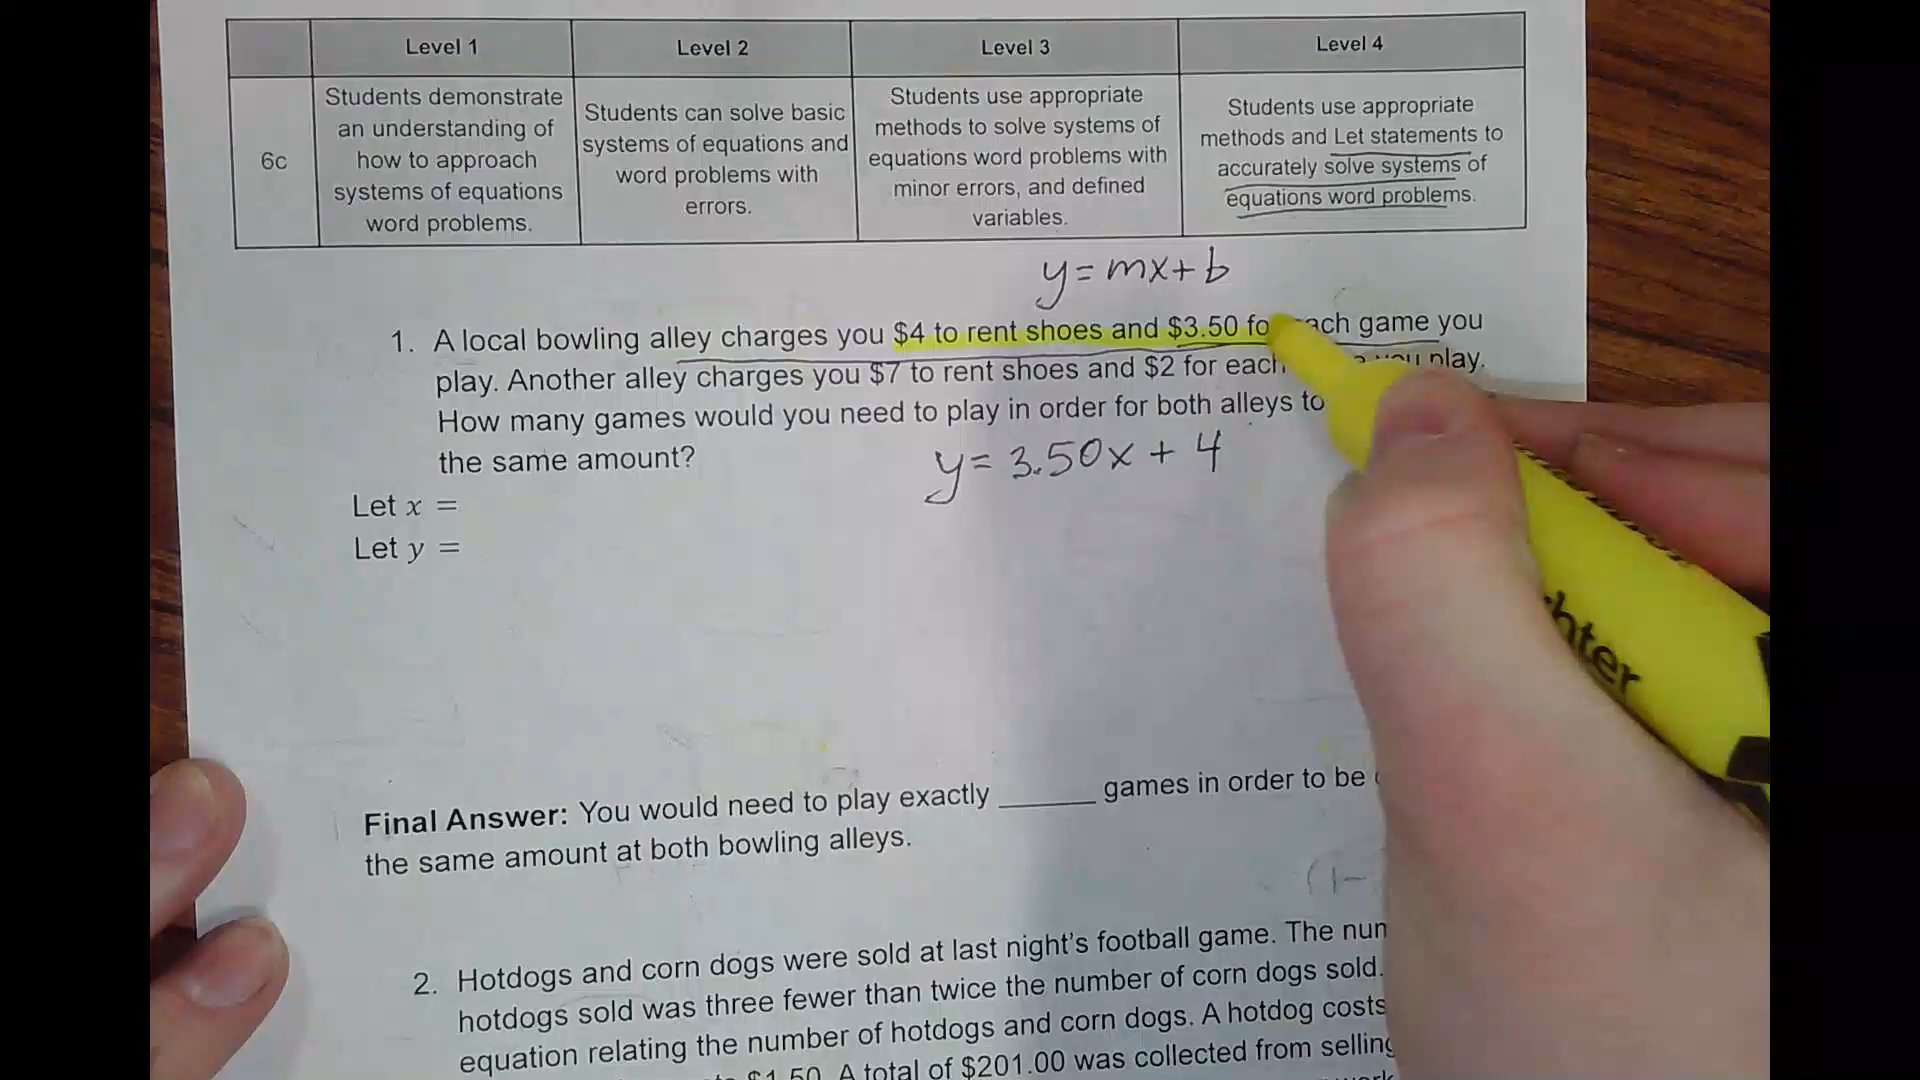 Level 1
Level 2
Level 3
Level 4
6c
Students demonstrate
an understanding of
how to approach
systems of equations
word problems.
Students can solve basic
systems of equations and
word problems with
errors.
Students use appropriate
methods to solve systems of
equations word problems with
minor errors, and defined
variables.
Students use appropriate
methods and Let statements to
accurately solve systems of
equations word problems.
y = mx + b
1. A local bowling alley charges you $4 to rent shoes and $3.50 game you
play. Another alley charges you $7 to rent shoes and $2 for each play.
How many games would you need to play in order for both alleys to
the same amount?
y = 3.50x + 4
Let x =
Let y =
Final Answer: You would need to play exactly ______ games in order to be
the same amount at both bowling alleys.
(1-
2. Hotdogs and corn dogs were sold at last night's football game. The
hotdogs sold was three fewer than twice the number of corn dogs sold.
equation relating the number of hotdogs and corn dogs. A hotdog costs
$1.50. A total of $201.00 was collected from
hter